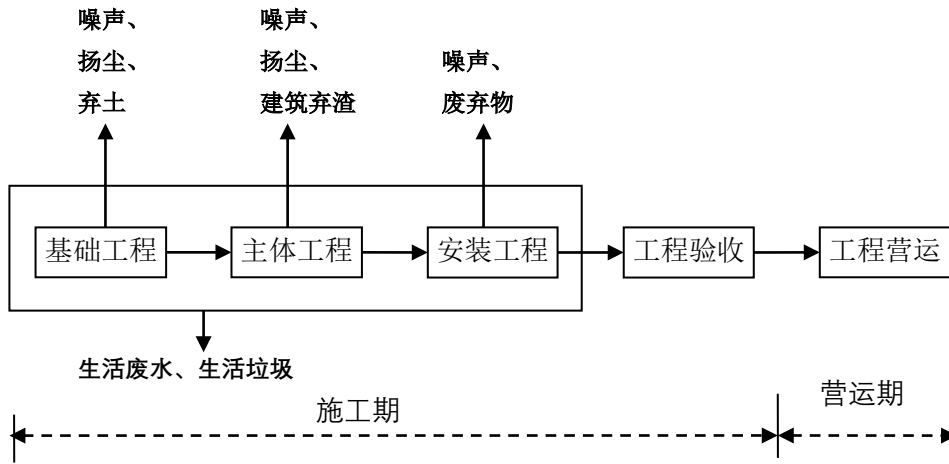 噪声、
扬尘、
弃土
噪声、
扬尘、
建筑弃渣
噪声、
废弃物
基础工程
主体工程
安装工程
工程验收
工程营运
生活废水、生活垃圾
施工期
营运期